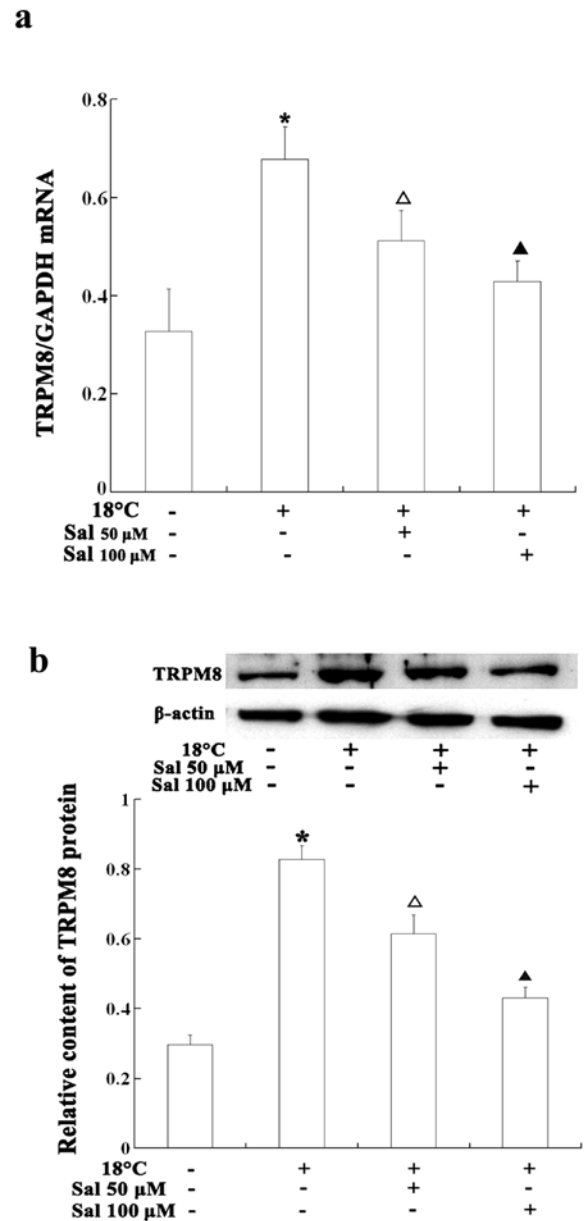 a
0.8
0.6
0.4
0.2
0
TRPM8/GAPDH mRNA
*
△
▲
18°C - + + +
Sal 50 μM - - + -
Sal 100 μM - - - +
b
TRPM8
β-actin
18°C - + + +
Sal 50 μM - - + -
Sal 100 μM - - - +
1
0.8
0.6
0.4
0.2
0
Relative content of TRPM8 protein
*
△
▲
18°C - + + +
Sal 50 μM - - + -
Sal 100 μM - - - +